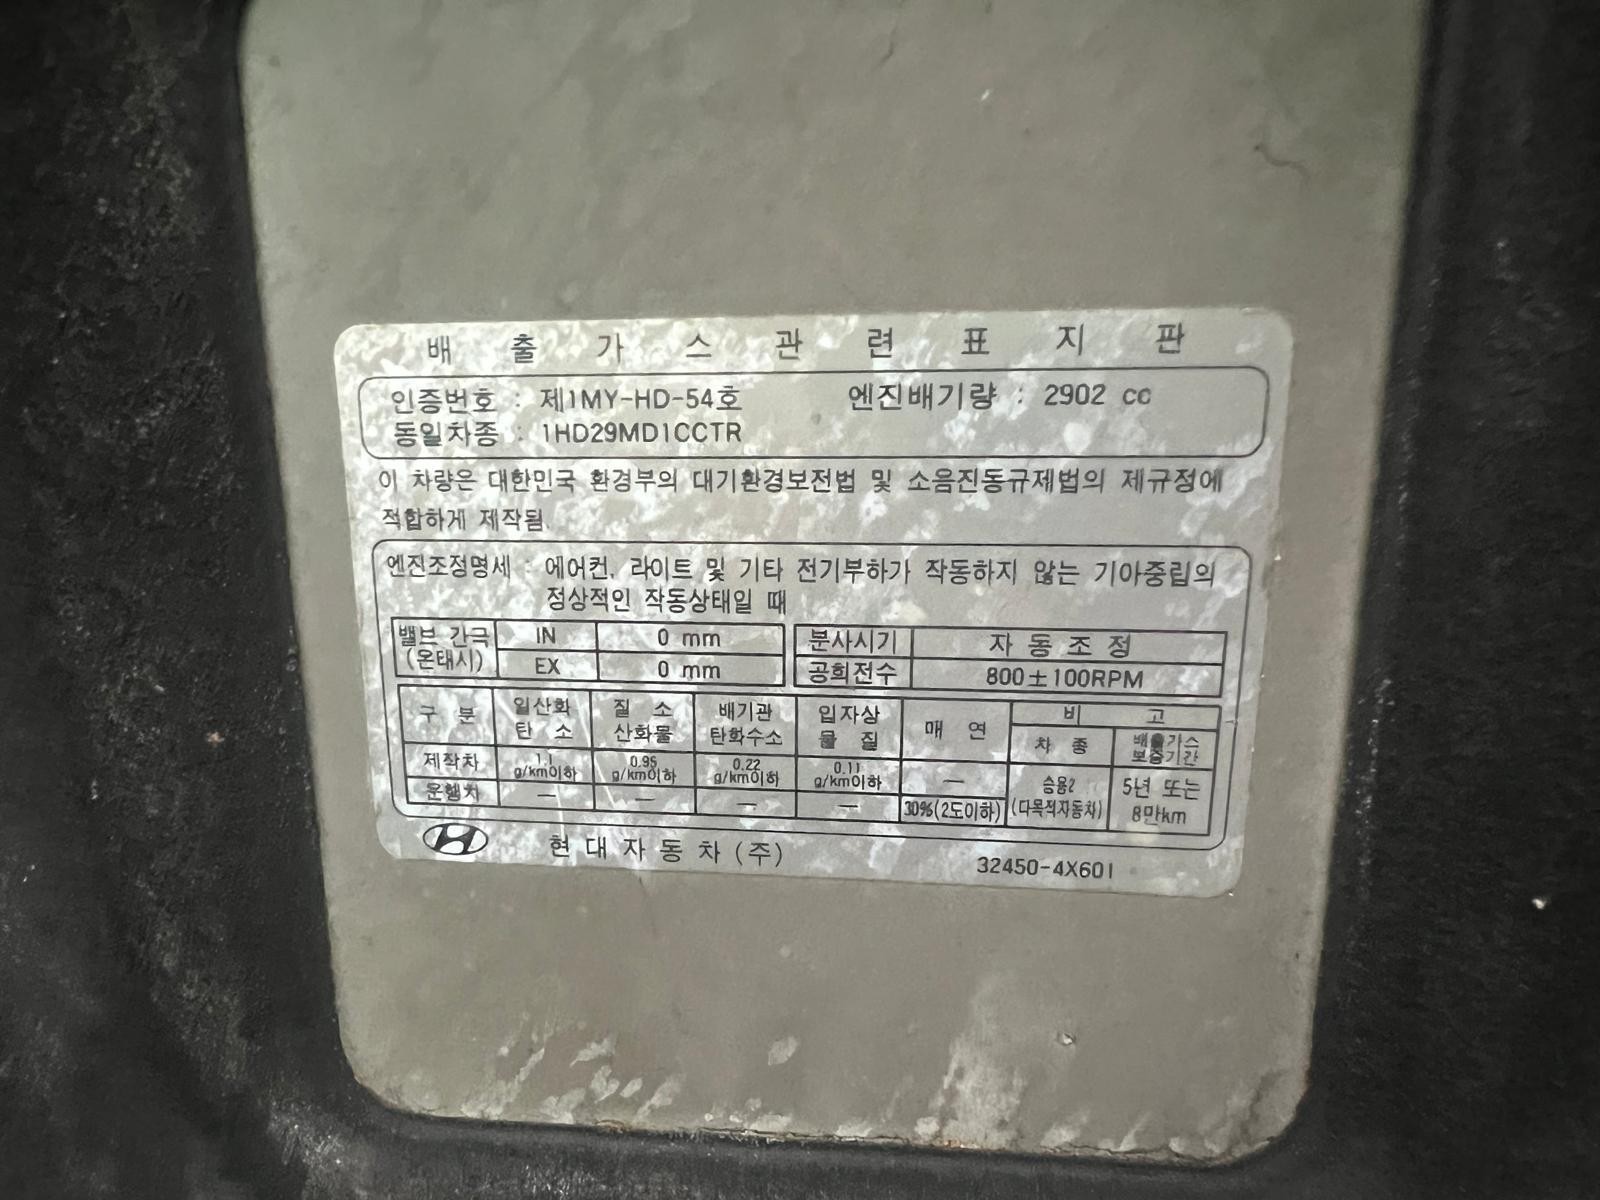 배출가스관련표지판
인증번호 : 제1MY-HD-54호 엔진배기량 : 2902 cc
동일차종 : 1HD29MD1CCTR
이 차량은 대한민국 환경부의 대기환경보전법 및 소음진동규제법의 제규정에
적합하게 제작됨.
엔진조정명세 : 에어컨, 라이트 및 기타 전기부하가 작동하지 않는 기아중립의
정상적인 작동상태일 때
밸브 간극 (온태시) IN 0 mm 분사시기 자동조정
EX 0 mm 공회전수 800±100RPM
구분 일산화탄소 질소산화물 배기관탄화수소 입자상물질 매연 비고
차종 배출가스보증기간
제작차 1.1 g/km이하 0.95 g/km이하 0.22 g/km이하 0.11 g/km이하 — 승용2 (다목적자동차) 5년 또는 8만km
운행차 — — — — 30%(2도이하)
현대자동차(주) 32450-4X601